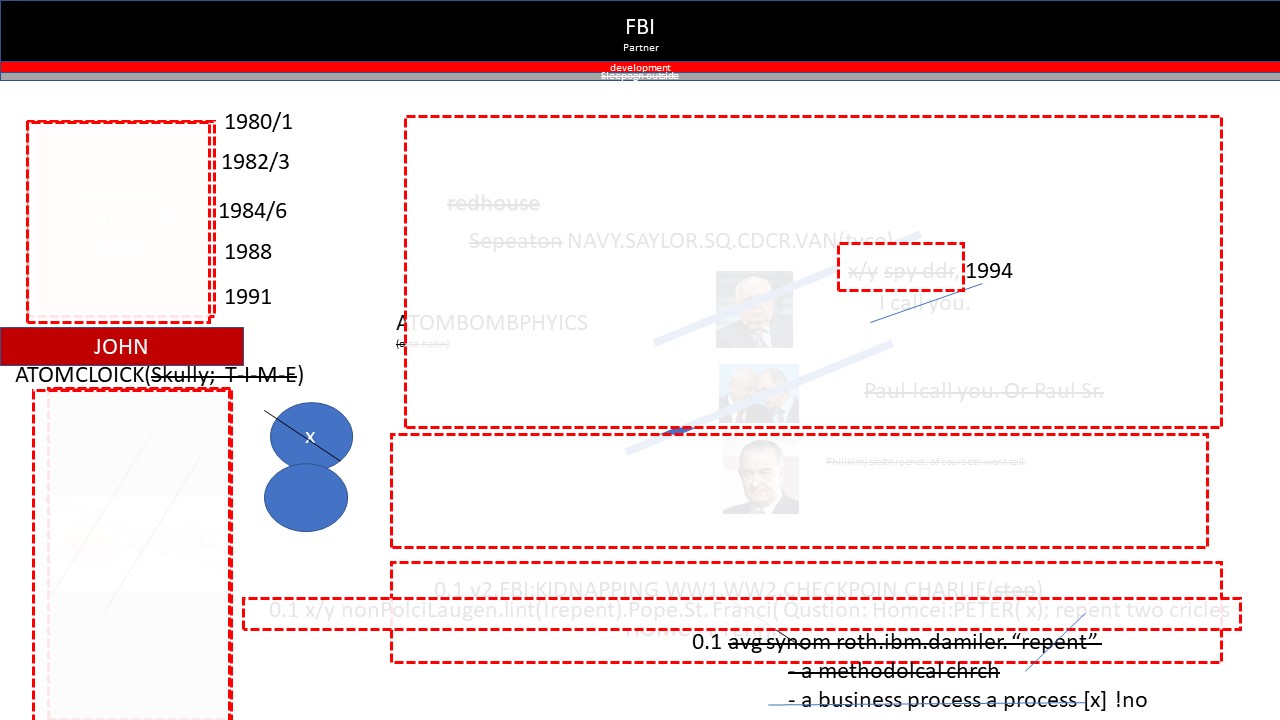 FBI
Partner
development
Sleepogn outside
1980/1
1982/3
1984/6
1988
1991
redhouse
Sepeaton NAVY.SAYLOR.SQ.CDCR.VAN(tyco)
x/y spy ddr, 1994
I call you.
ATOMBOMBPHYICS
(otto hahn)
JOHN
ATOMCLOICK(Skully; T-I-M-E)
x
Paul !call you. Or Paul Sr.
0.1 y2.FBI:KIDNAPPING.WW1.WW2.CHECKPOIN.CHARLIE(stop)
0.1 x/y nonPolciLaugen.lint(!repent).Pope.St. Franci( Qustion: Homcei:PETER( x); repent two cricles
0.1 avg synom roth.ibm.damiler. “repent”
- a methodolcal chrch
- a business process a process [x] !no